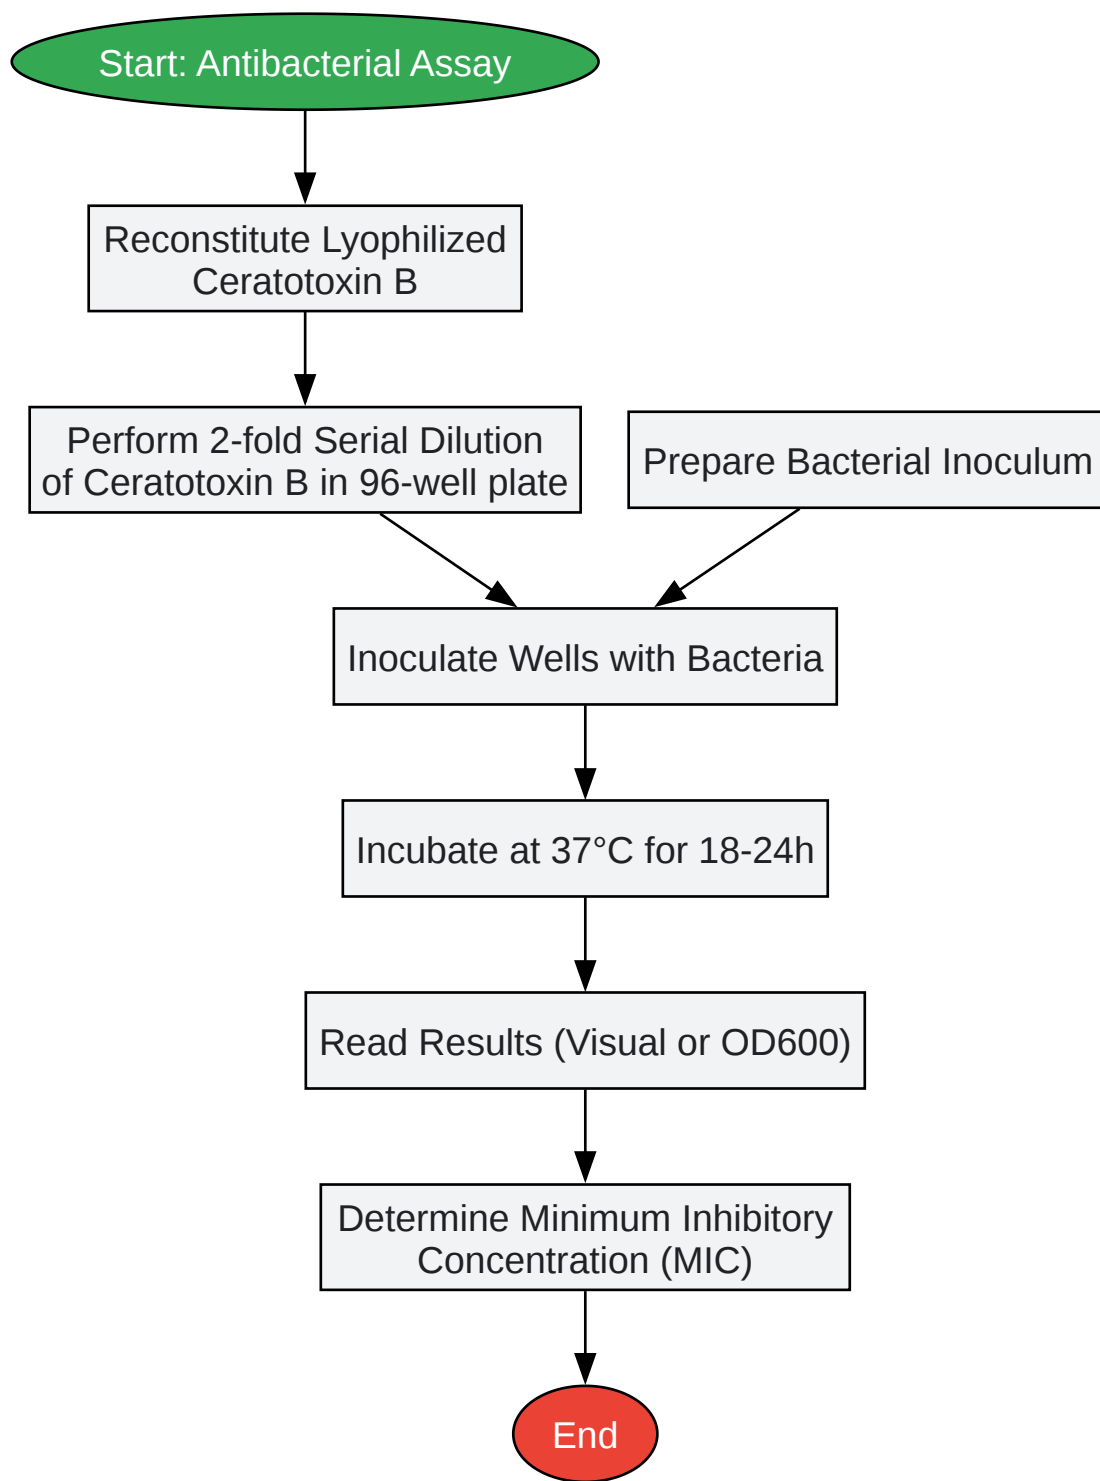 Start: Antibacterial Assay
Reconstitute Lyophilized
Ceratotoxin B
Perform 2-fold Serial Dilution
of Ceratotoxin B in 96-well plate
Prepare Bacterial Inoculum
Inoculate Wells with Bacteria
Incubate at 37°C for 18-24h
Read Results (Visual or OD600)
Determine Minimum Inhibitory
Concentration (MIC)
End